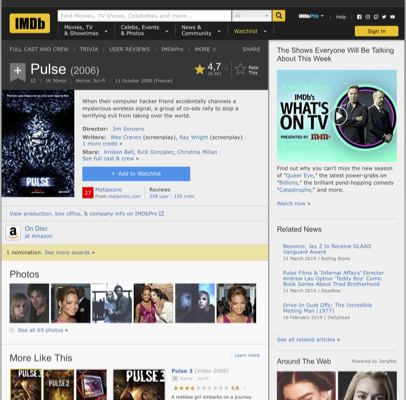 IMDb
Find Movies, TV shows, Celebrities and more...
All
IMDbPro
Help
Movies, TV & Showtimes
Celebs, Events & Photos
News & Community
Watchlist
Sign in
FULL CAST AND CREW | TRIVIA | USER REVIEWS | IMDbPro | MORE
SHARE
Pulse (2006)
4,7
Rate This
12 | 1h 30min | Horror, Sci-Fi | 11 October 2006 (France)
PULSE
When their computer hacker friend accidentally channels a
mysterious wireless signal, a group of co-eds rally to stop a
terrifying evil from taking over the world.
Director: Jim Sonzero
Writers: Wes Craven (screenplay), Ray Wright (screenplay) |
1 more credit »
Stars: Kristen Bell, Rick Gonzalez, Christina Milian |
See full cast & crew »
+ Add to Watchlist
27
Metascore
From metacritic.com
Reviews
View production, box office, & company info on IMDbPro
On Disc
at Amazon
1 nomination. See more awards »
Photos
See all 69 photos »
More Like This
Learn more
PULSE 3
PULSE 2
PULSE 3
Pulse 3 (Video 2008)
Horror | Sci-Fi
A restless girl embarks on a journey
The Shows Everyone Will Be Talking
About This Week
IMDb's
WHAT'S
ON TV
PRESENTED BY M&M's
Find out why you can't miss the new season
of "Queer Eye," the latest power-grabs on
"Billions," the brilliant pond-hopping comedy
"Catastrophe," and more.
Watch now »
Related News
Beyonce, Jay Z to Receive GLAAD
Vanguard Award
11 March 2019 | Rolling Stone
Pulse Films & 'Infernal Affairs' Director
Andrew Lau Option 'Teddy Boy' Comic
Book Series About Triad Brotherhood
11 March 2019 | Deadline
Drive-In Dust Offs: The Incredible
Melting Man (1977)
16 February 2019 | DailyDead
See all related articles »
Around The Web
Powered by ZergNet